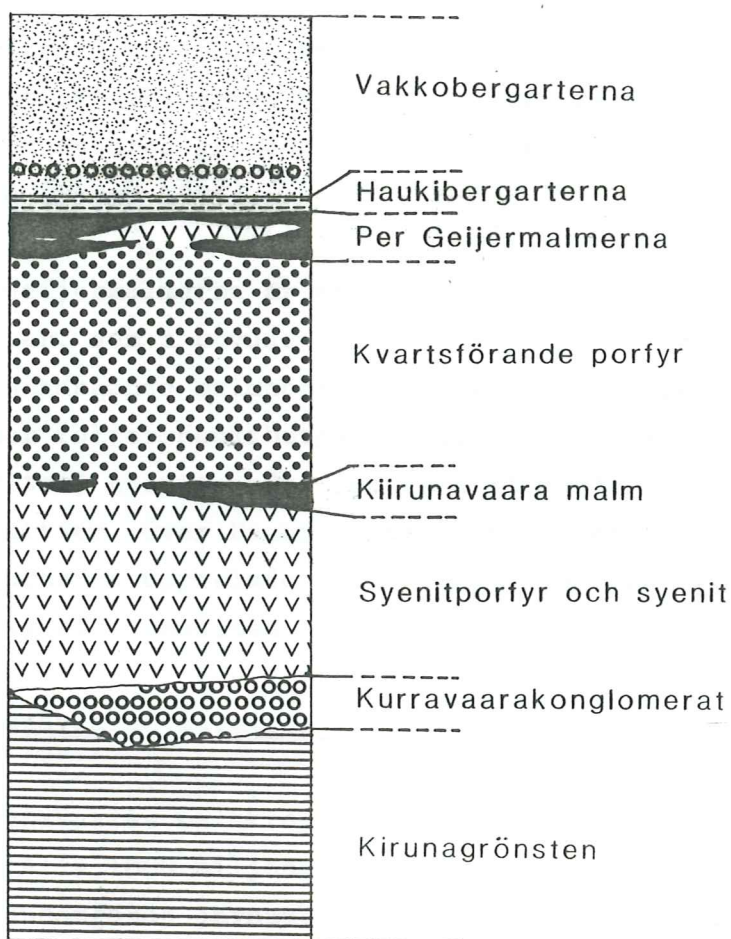 Vakkobergarterna
Haukibergarterna
Per Geijermalmerna
Kvartsförande porfyr
Kiirunavaara malm
Syenitporfyr och syenit
Kurravaarakonglomerat
Kirunagrönsten